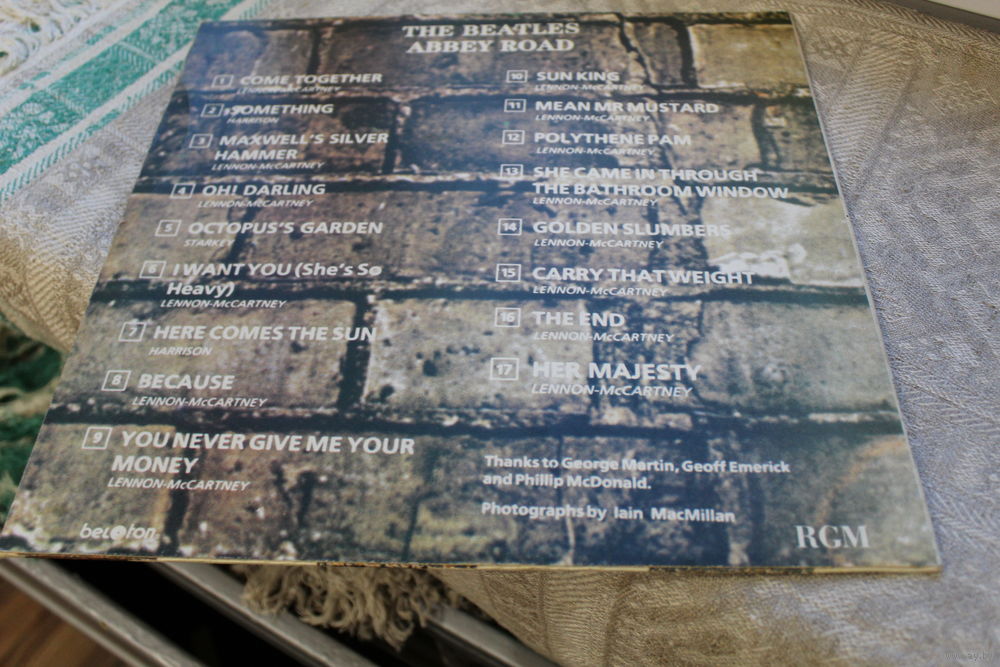 THE BEATLES
ABBEY ROAD
1 COME TOGETHER
LENNON-McCARTNEY
2 SOMETHING
HARRISON
3 MAXWELL'S SILVER
HAMMER
LENNON-McCARTNEY
4 OH! DARLING
LENNON-McCARTNEY
5 OCTOPUS'S GARDEN
STARKEY
6 I WANT YOU (She's So
Heavy)
LENNON-McCARTNEY
7 HERE COMES THE SUN
HARRISON
8 BECAUSE
LENNON-McCARTNEY
9 YOU NEVER GIVE ME YOUR
MONEY
LENNON-McCARTNEY
10 SUN KING
LENNON-McCARTNEY
11 MEAN MR MUSTARD
LENNON-McCARTNEY
12 POLYTHENE PAM
LENNON-McCARTNEY
13 SHE CAME IN THROUGH
THE BATHROOM WINDOW
LENNON-McCARTNEY
14 GOLDEN SLUMBERS
LENNON-McCARTNEY
15 CARRY THAT WEIGHT
LENNON-McCARTNEY
16 THE END
LENNON-McCARTNEY
17 HER MAJESTY
LENNON-McCARTNEY
Thanks to George Martin, Geoff Emerick
and Phillip McDonald.
Photographs by Iain MacMillan
beloton
RGM